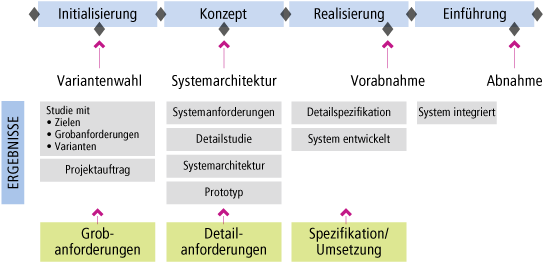 Initialisierung
Konzept
Realisierung
Einführung
Variantenwahl
Systemarchitektur
Vorabnahme
Abnahme
ERGEBNISSE
Studie mit
• Zielen
• Grobanforderungen
• Varianten
Projektauftrag
Systemanforderungen
Detailstudie
Systemarchitektur
Prototyp
Detailspezifikation
System entwickelt
System integriert
Grob-
anforderungen
Detail-
anforderungen
Spezifikation/
Umsetzung